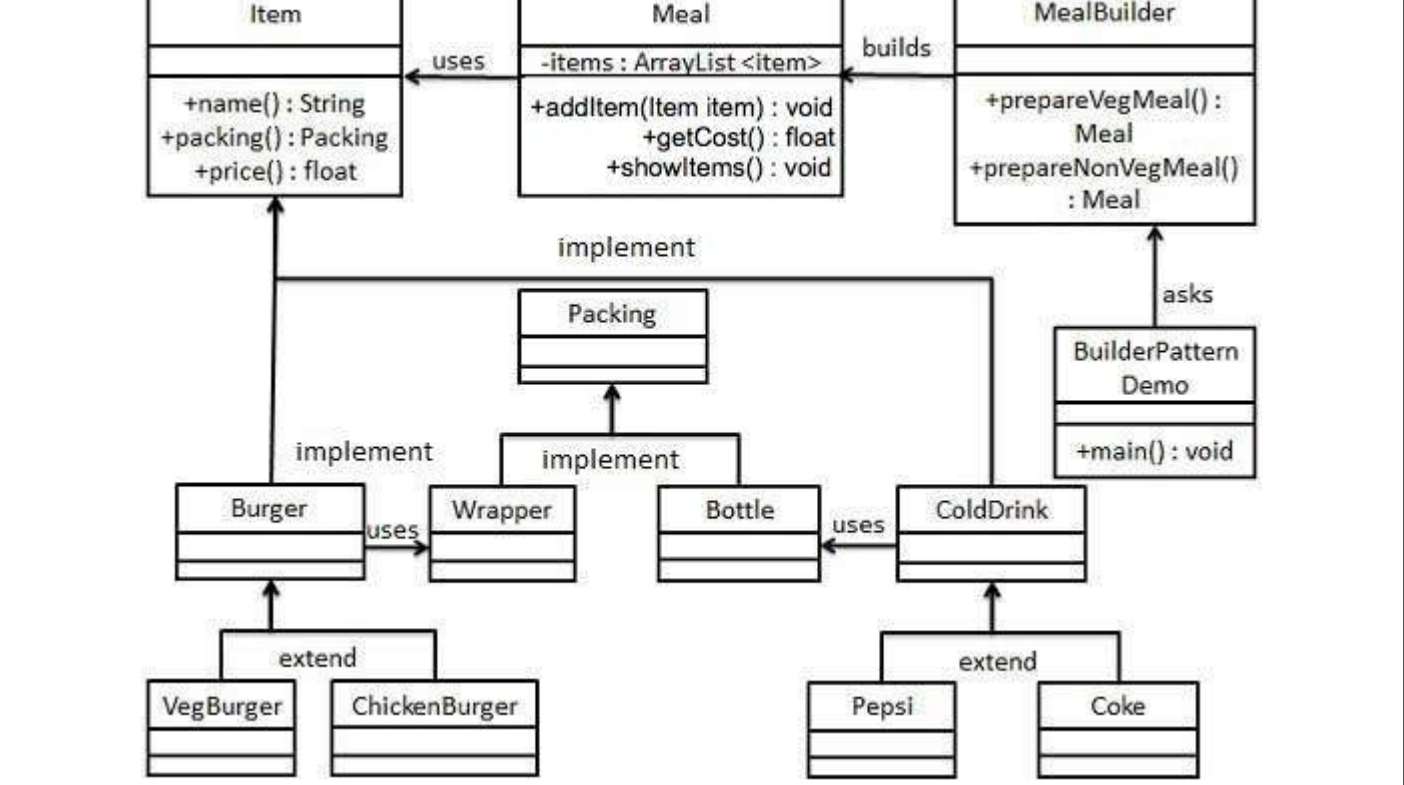 Item
+name() : String
+packing() : Packing
+price() : float
uses
Meal
-items : ArrayList <item>
+addItem(Item item) : void
+getCost() : float
+showItems() : void
builds
MealBuilder
+prepareVegMeal() :
Meal
+prepareNonVegMeal()
: Meal
implement
asks
Packing
BuilderPattern
Demo
+main() : void
implement
implement
Burger
uses
Wrapper
Bottle
uses
ColdDrink
extend
extend
VegBurger
ChickenBurger
Pepsi
Coke